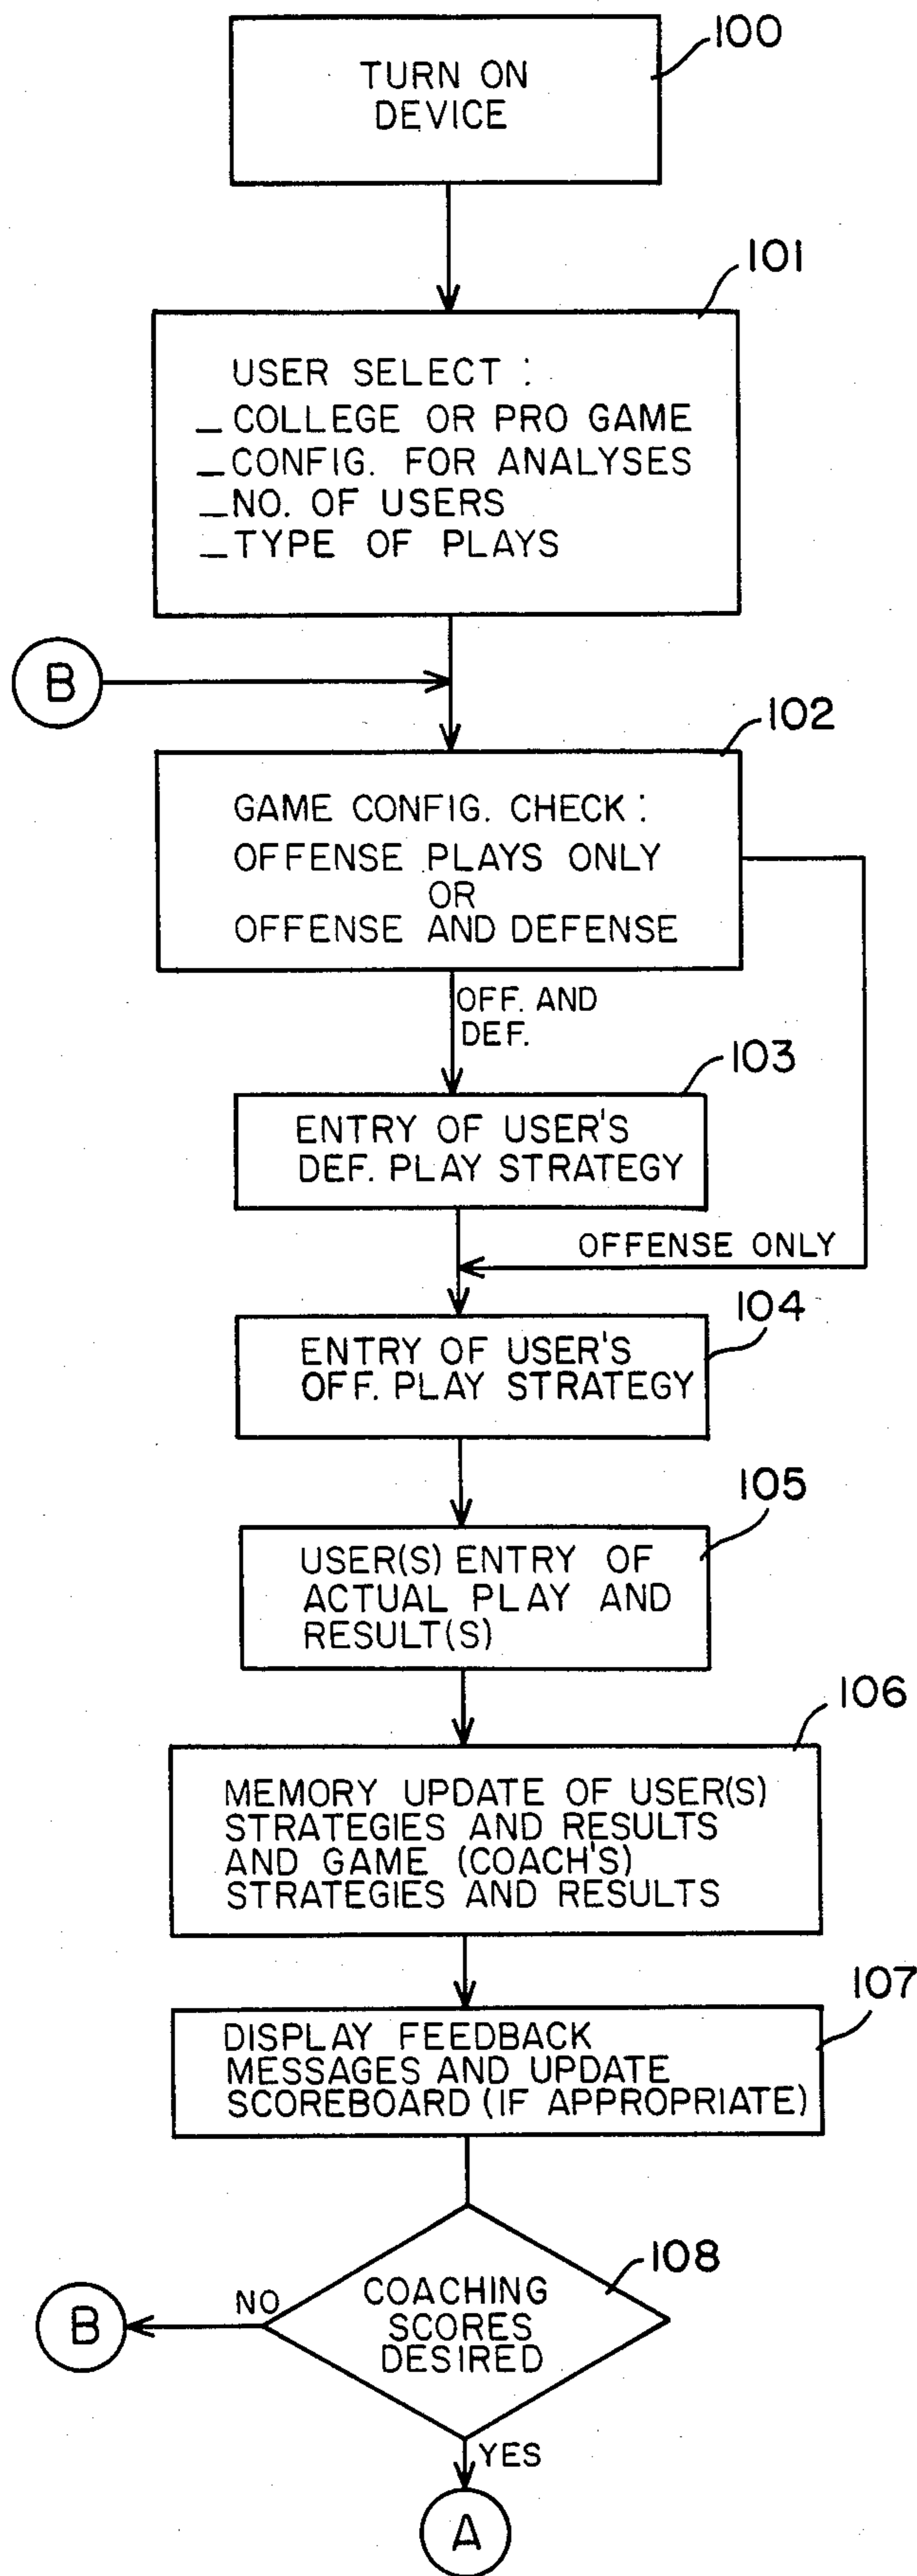 100
TURN ON
DEVICE
101
USER SELECT :
_ COLLEGE OR PRO GAME
_ CONFIG. FOR ANALYSES
_ NO. OF USERS
_ TYPE OF PLAYS
B
102
GAME CONFIG. CHECK :
OFFENSE PLAYS ONLY
OR
OFFENSE AND DEFENSE
OFF. AND
DEF.
103
ENTRY OF USER'S
DEF. PLAY STRATEGY
OFFENSE ONLY
104
ENTRY OF USER'S
OFF. PLAY STRATEGY
105
USER(S) ENTRY OF
ACTUAL PLAY AND
RESULT(S)
106
MEMORY UPDATE OF USER(S)
STRATEGIES AND RESULTS
AND GAME (COACH'S)
STRATEGIES AND RESULTS
107
DISPLAY FEEDBACK
MESSAGES AND UPDATE
SCOREBOARD (IF APPROPRIATE)
108
COACHING
SCORES
DESIRED
NO
B
YES
A